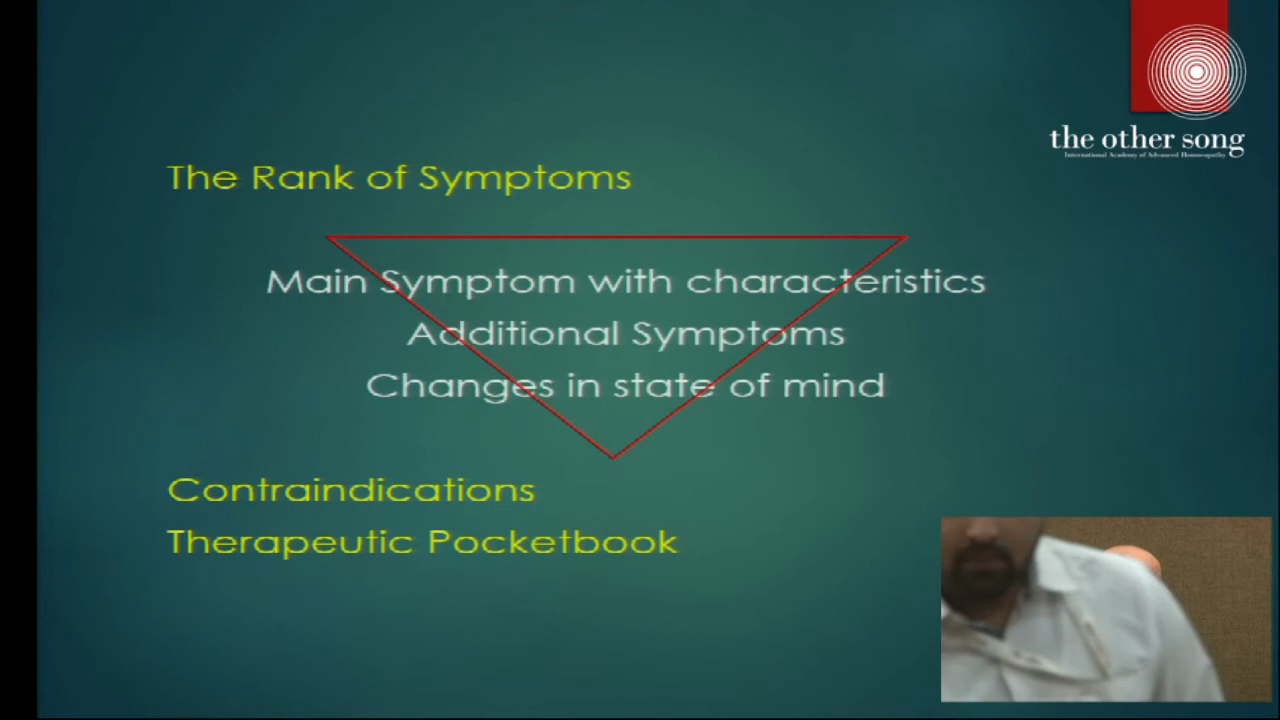 the other song
International Academy of Advanced Homoeopathy
The Rank of Symptoms
Main Symptom with characteristics
Additional Symptoms
Changes in state of mind
Contraindications
Therapeutic Pocketbook